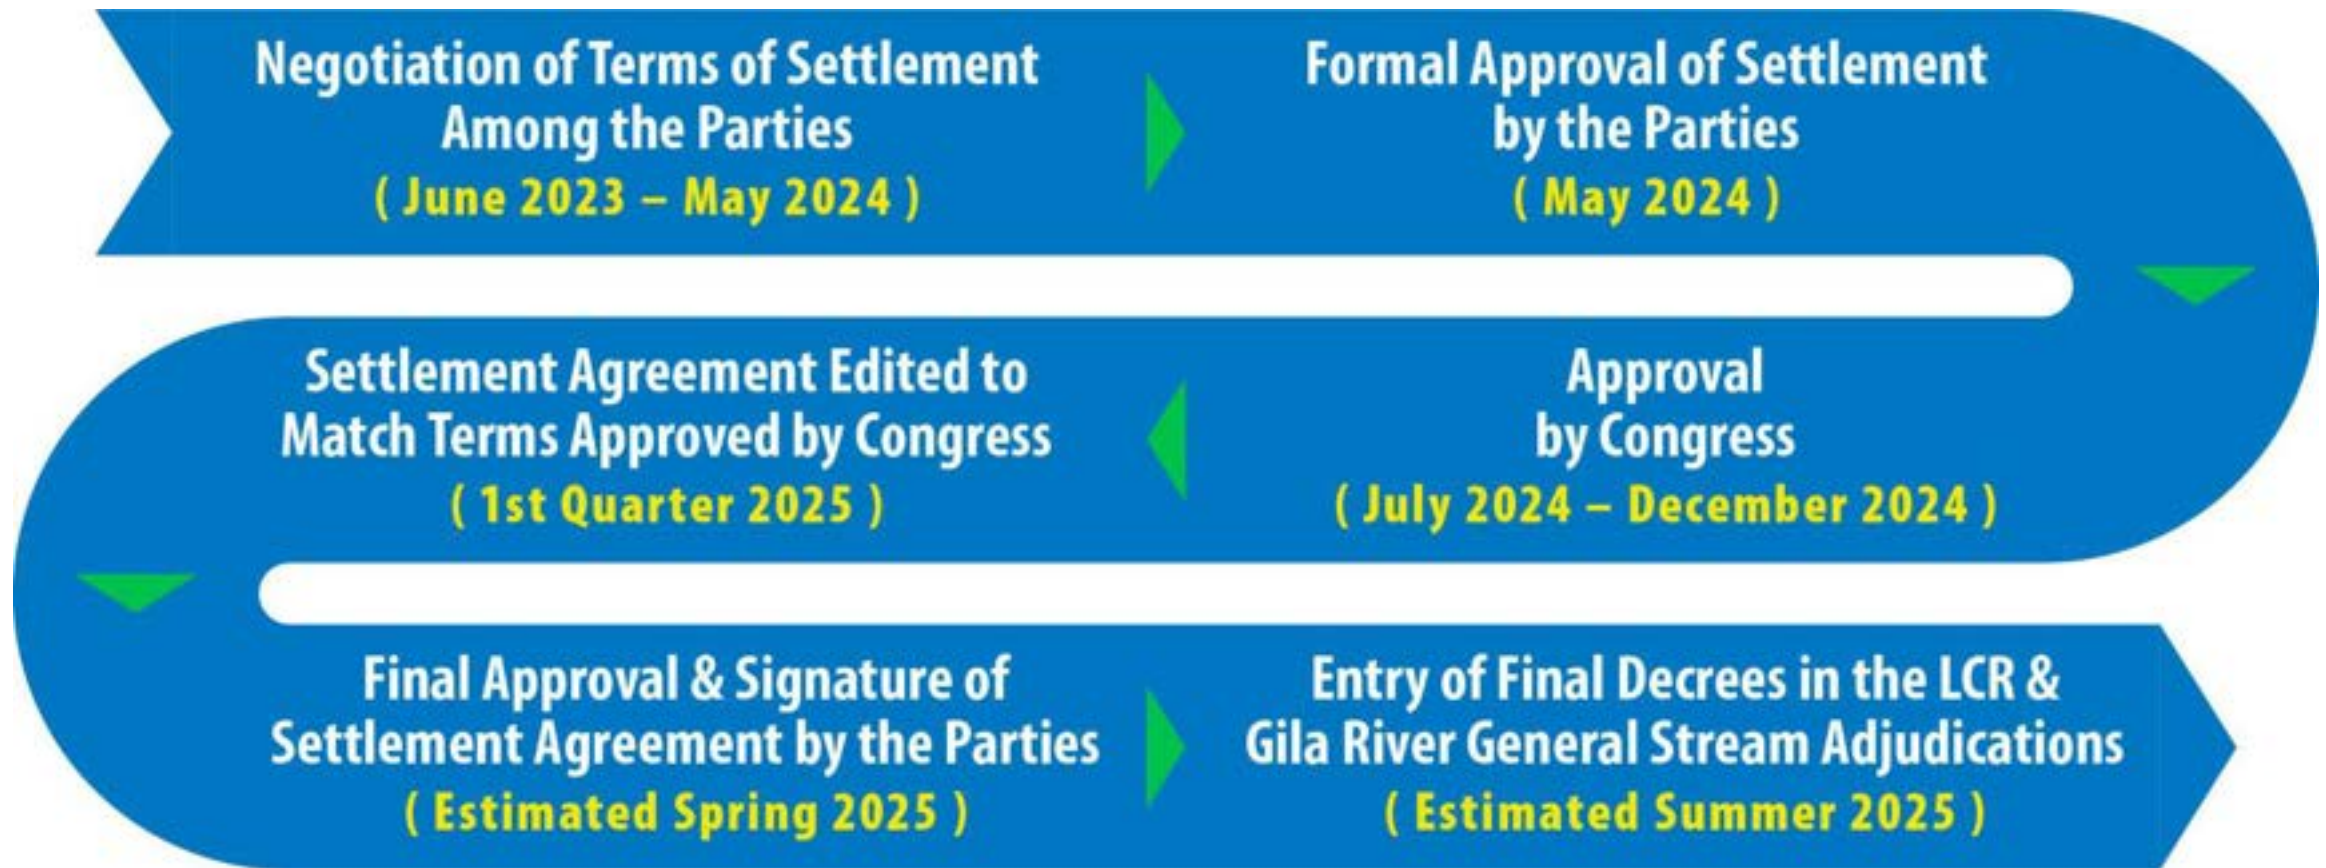 Negotiation of Terms of Settlement
Among the Parties
( June 2023 – May 2024 )
Formal Approval of Settlement
by the Parties
( May 2024 )
Approval
by Congress
( July 2024 – December 2024 )
Settlement Agreement Edited to
Match Terms Approved by Congress
( 1st Quarter 2025 )
Final Approval & Signature of
Settlement Agreement by the Parties
( Estimated Spring 2025 )
Entry of Final Decrees in the LCR &
Gila River General Stream Adjudications
( Estimated Summer 2025 )